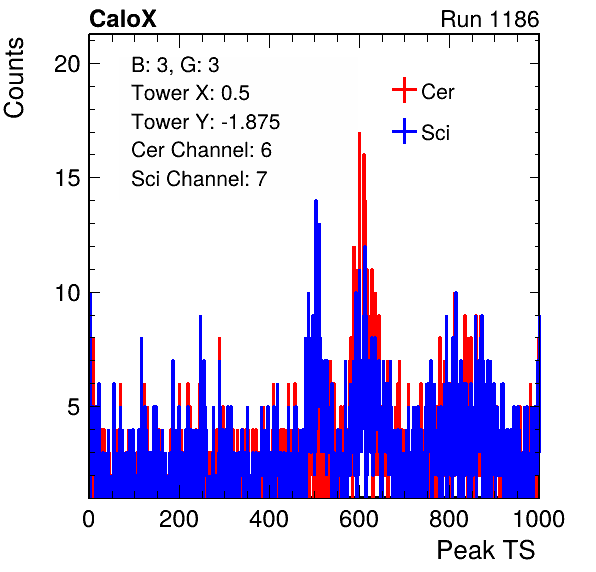 CaloX Run 1186
Counts
20
15
10
5
B: 3, G: 3
Tower X: 0.5
Tower Y: -1.875
Cer Channel: 6
Sci Channel: 7
Cer
Sci
0 200 400 600 800 1000
Peak TS